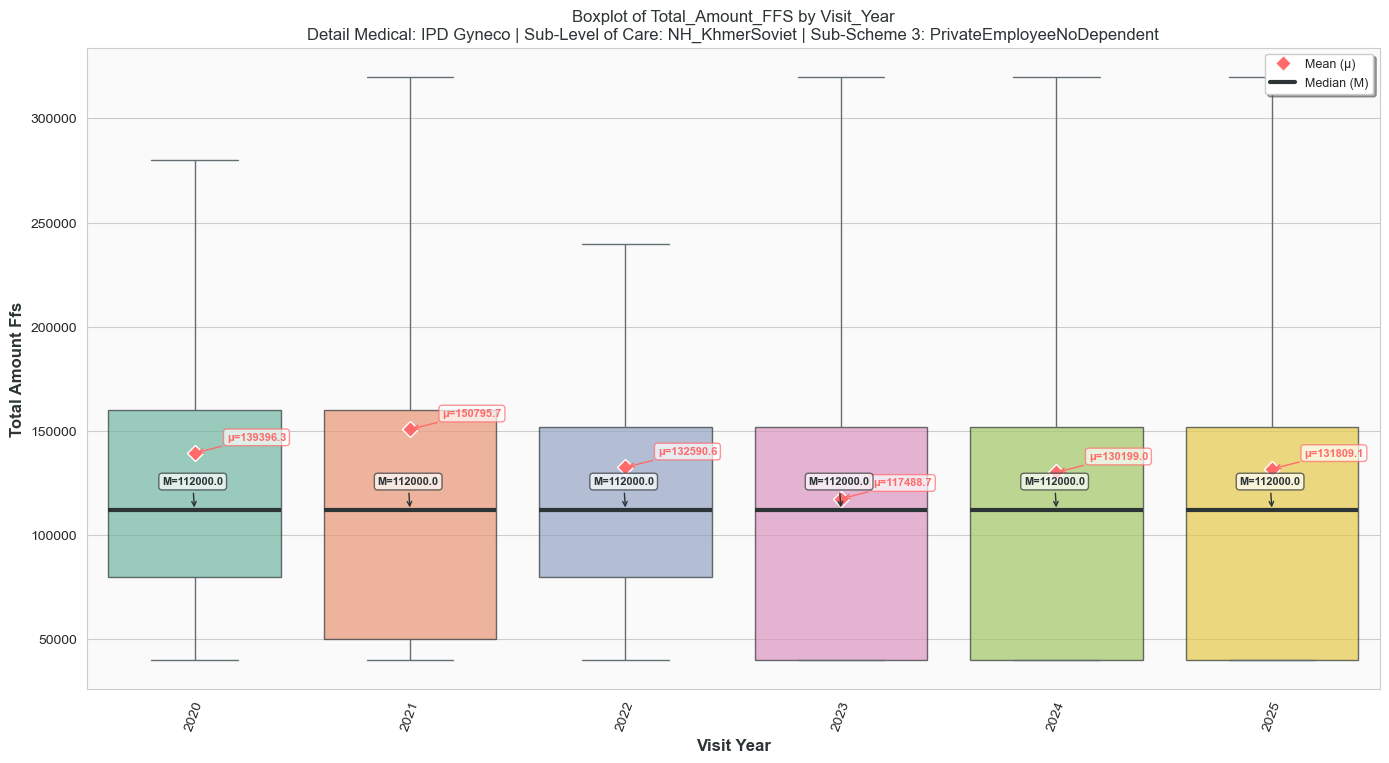 Boxplot of Total_Amount_FFS by Visit_Year
Detail Medical: IPD Gyneco | Sub-Level of Care: NH_KhmerSoviet | Sub-Scheme 3: PrivateEmployeeNoDependent
Mean (μ)
Median (M)
Total Amount Ffs
300000
250000
200000
150000
100000
50000
μ=139396.3
μ=150795.7
μ=132590.6
μ=117488.7
μ=130199.0
μ=131809.1
M=112000.0
M=112000.0
M=112000.0
M=112000.0
M=112000.0
M=112000.0
2020
2021
2022
2023
2024
2025
Visit Year